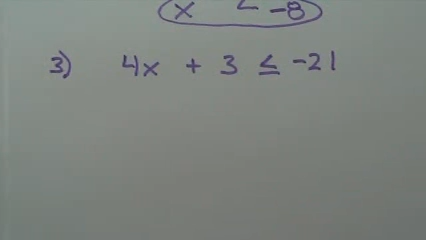 x < -8
3) 4x + 3 ≤ -21